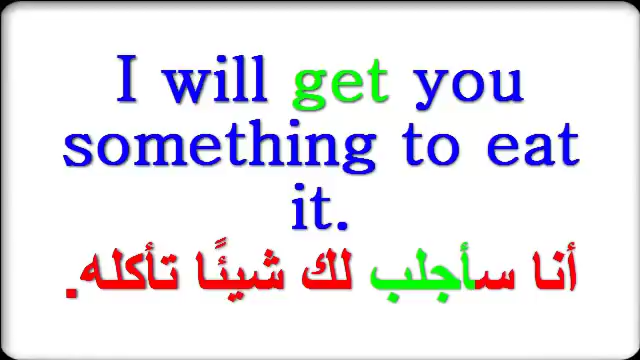 I will get you
something to eat
it.
أنا سأجلب لك شيئًا تأكله.